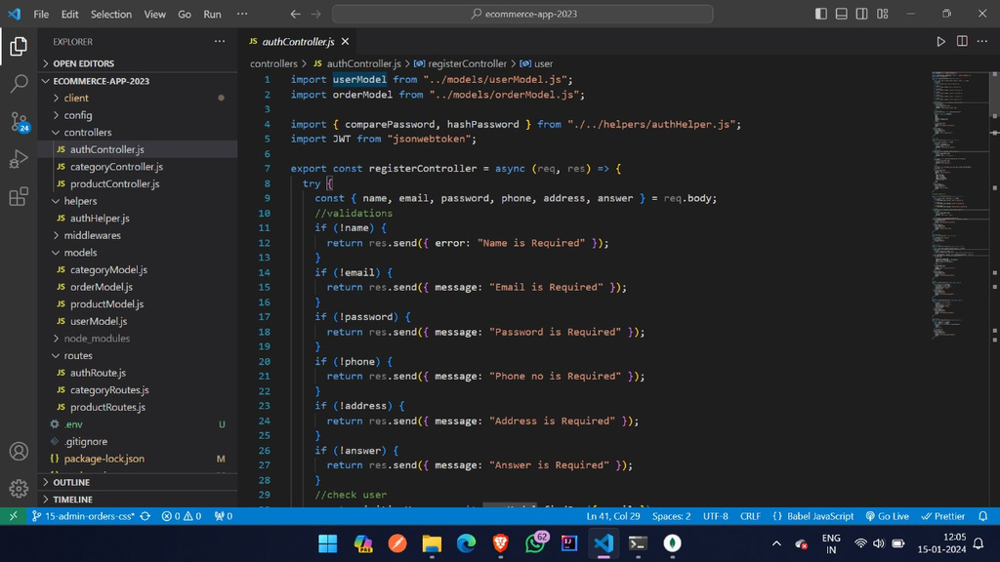 File Edit Selection View Go Run ··· ecommerce-app-2023
EXPLORER ···
OPEN EDITORS
ECOMMERCE-APP-2023
client
config
controllers
JS authController.js
JS categoryController.js
JS productController.js
helpers
JS authHelper.js
middlewares
models
JS categoryModel.js
JS orderModel.js
JS productModel.js
JS userModel.js
node_modules
routes
JS authRoute.js
JS categoryRoutes.js
JS productRoutes.js
.env U
.gitignore
{} package-lock.json M
OUTLINE
TIMELINE
24
JS authController.js
controllers > JS authController.js > registerController > user
1 import userModel from "../models/userModel.js";
2 import orderModel from "../models/orderModel.js";
3
4 import { comparePassword, hashPassword } from "./../helpers/authHelper.js";
5 import JWT from "jsonwebtoken";
6
7 export const registerController = async (req, res) => {
8 try {
9 const { name, email, password, phone, address, answer } = req.body;
10 //validations
11 if (!name) {
12 return res.send({ error: "Name is Required" });
13 }
14 if (!email) {
15 return res.send({ message: "Email is Required" });
16 }
17 if (!password) {
18 return res.send({ message: "Password is Required" });
19 }
20 if (!phone) {
21 return res.send({ message: "Phone no is Required" });
22 }
23 if (!address) {
24 return res.send({ message: "Address is Required" });
25 }
26 if (!answer) {
27 return res.send({ message: "Answer is Required" });
28 }
29 //check user
15-admin-orders-css* 0 0 0 Ln 41, Col 29 Spaces: 2 UTF-8 CRLF {} Babel JavaScript Go Live Prettier
PRE 62 IJ ENG IN 12:05 15-01-2024